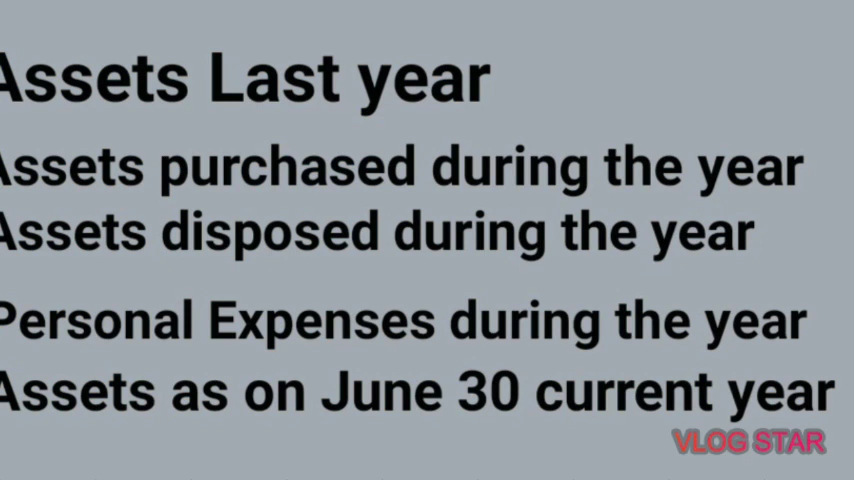 Assets Last year
Assets purchased during the year
Assets disposed during the year
Personal Expenses during the year
Assets as on June 30 current year
VLOG STAR